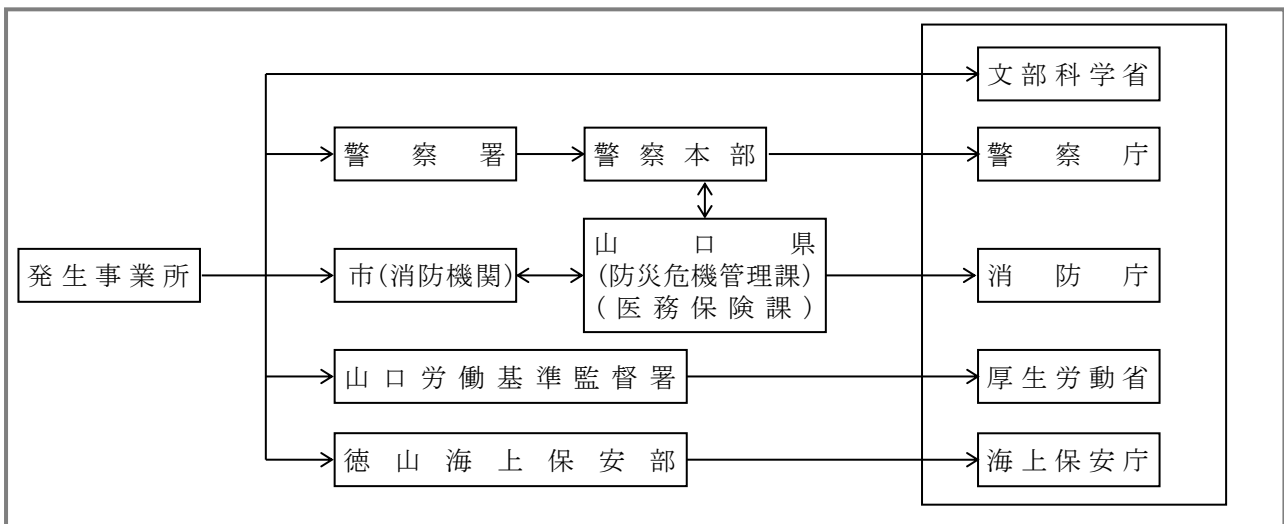 文部科学省
警察署
警察本部
警察庁
発生事業所
市(消防機関)
山口県
(防災危機管理課)
(医務保険課)
消防庁
山口労働基準監督署
厚生労働省
徳山海上保安部
海上保安庁